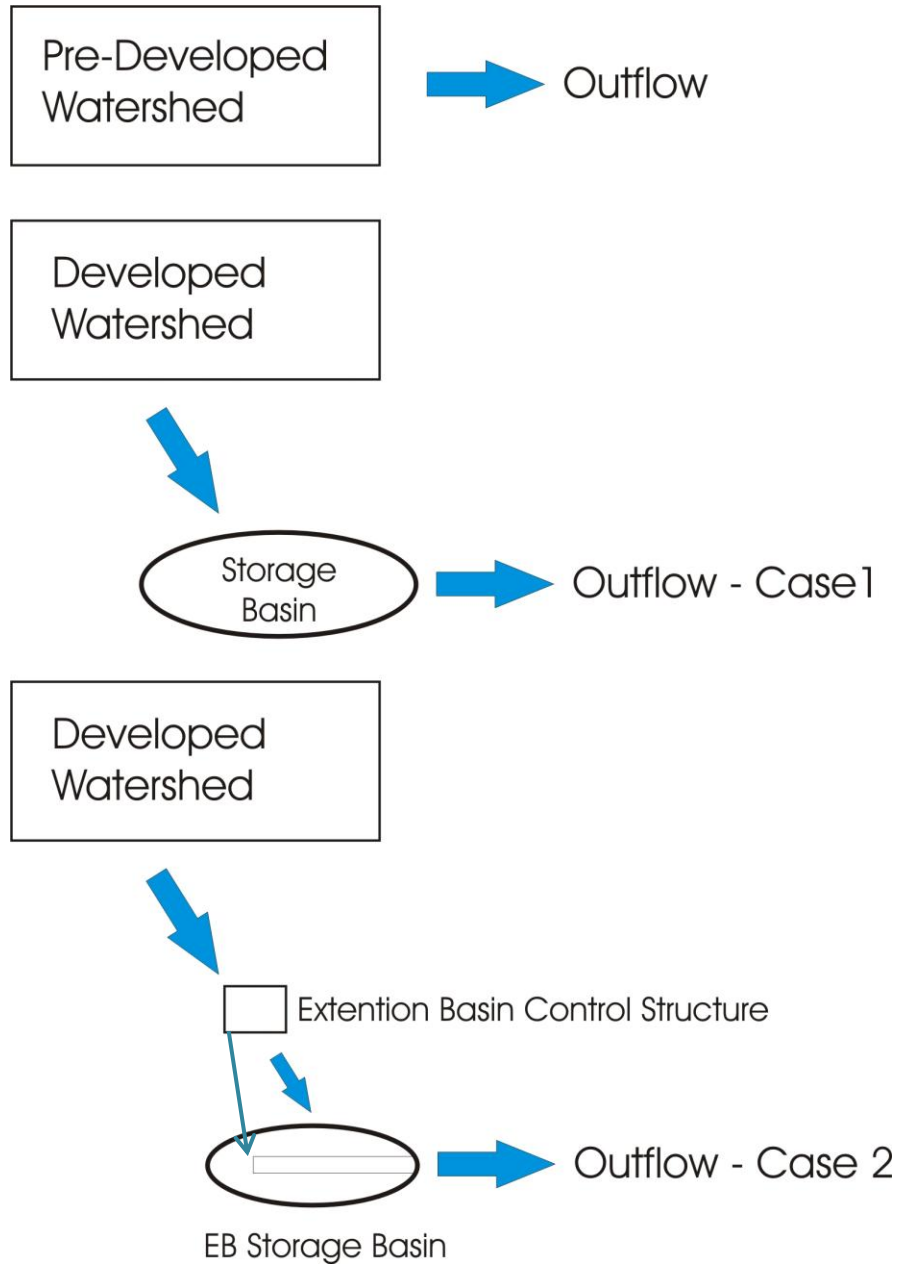 Pre-Developed
Watershed
Outflow
Developed
Watershed
Storage
Basin
Outflow - Case1
Developed
Watershed
Extention Basin Control Structure
Outflow - Case 2
EB Storage Basin